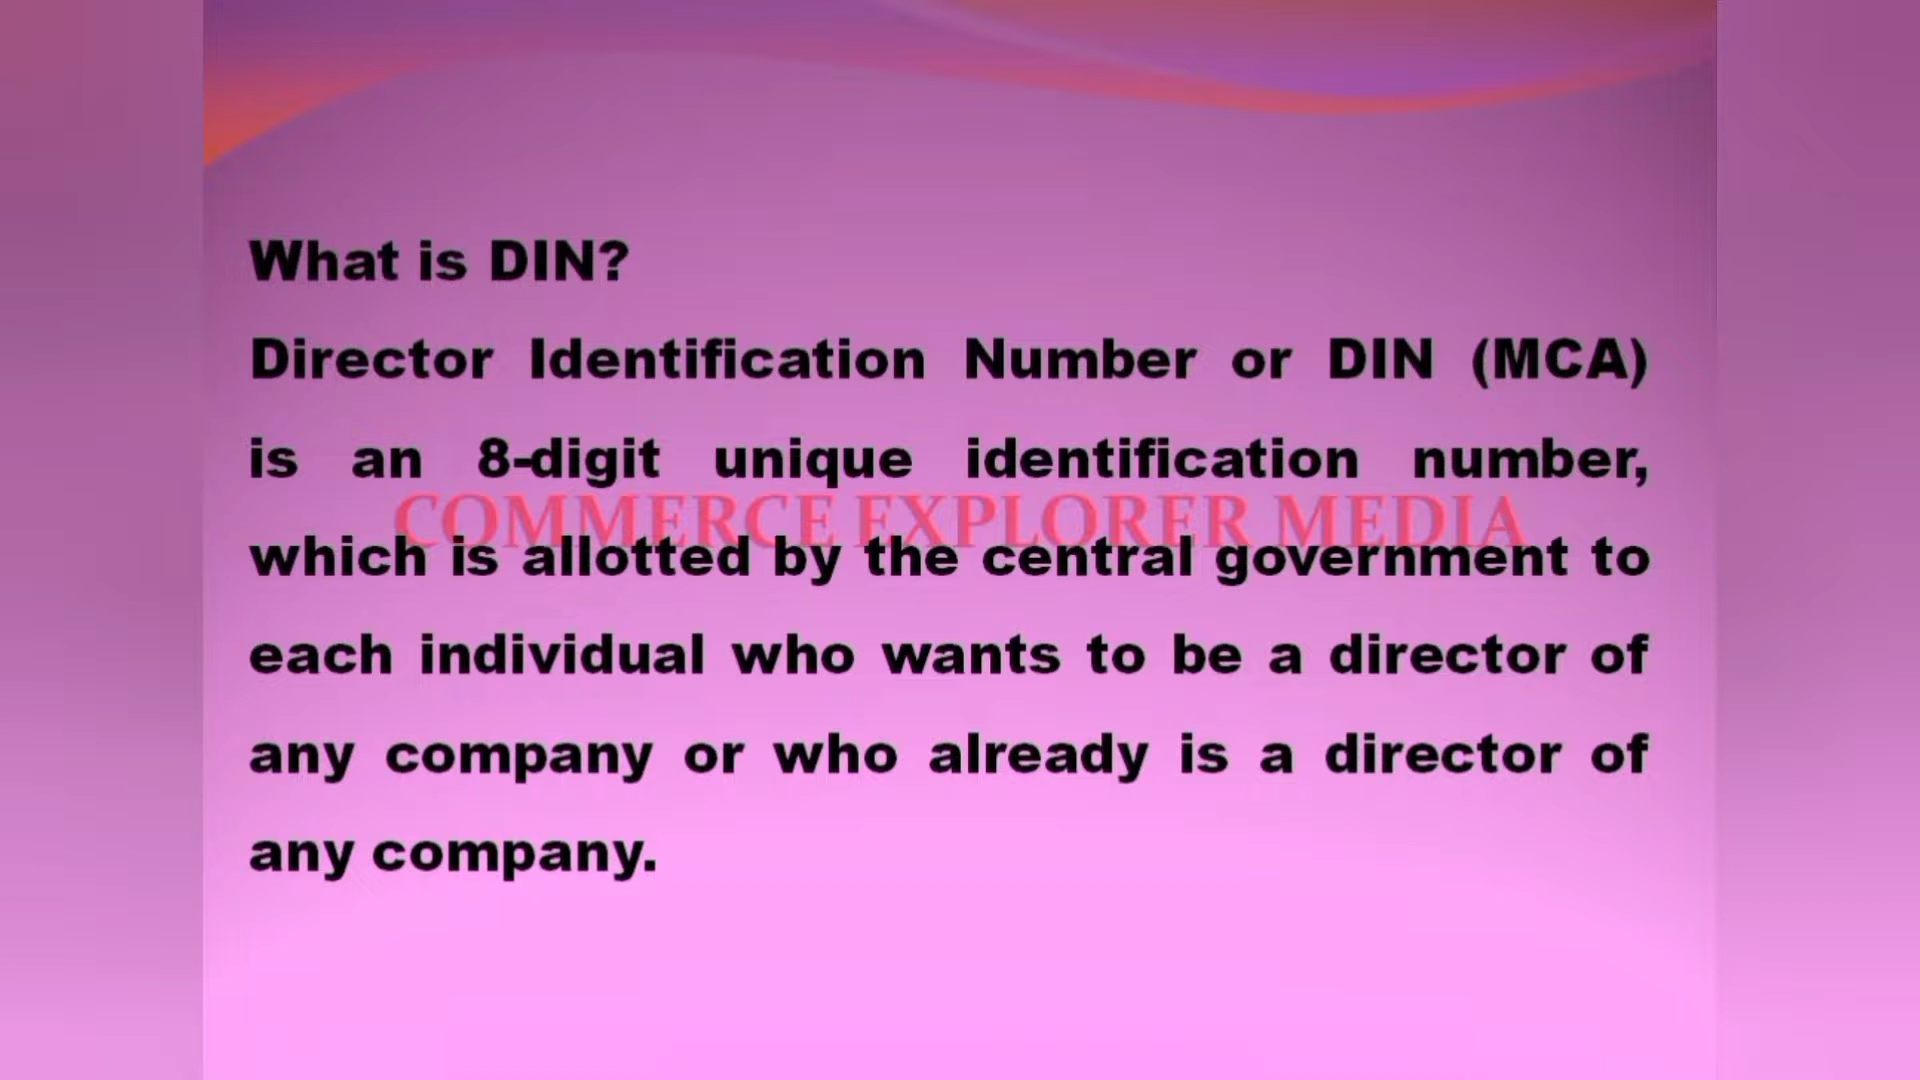 What is DIN?
Director Identification Number or DIN (MCA)
is an 8-digit unique identification number,
COMMERCE EXPLORER MEDIA
which is allotted by the central government to
each individual who wants to be a director of
any company or who already is a director of
any company.